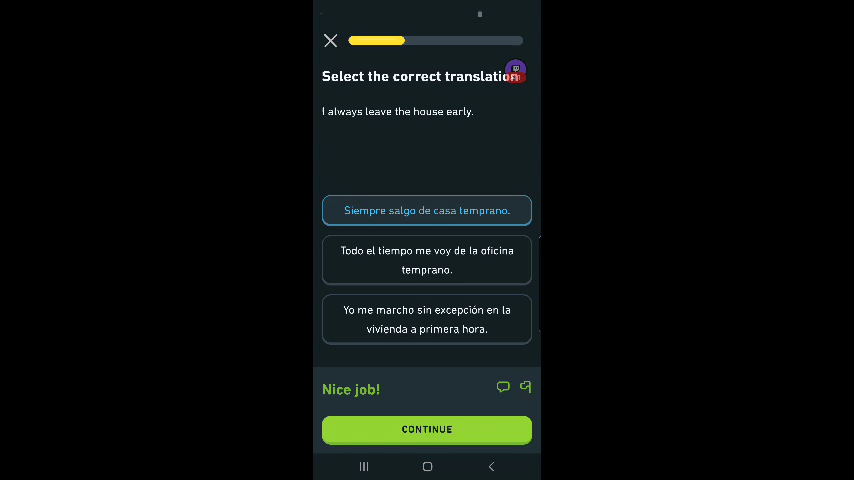 Select the correct translation
I always leave the house early.
Siempre salgo de casa temprano.
Todo el tiempo me voy de la oficina
temprano.
Yo me marcho sin excepción en la
vivienda a primera hora.
Nice job!
CONTINUE